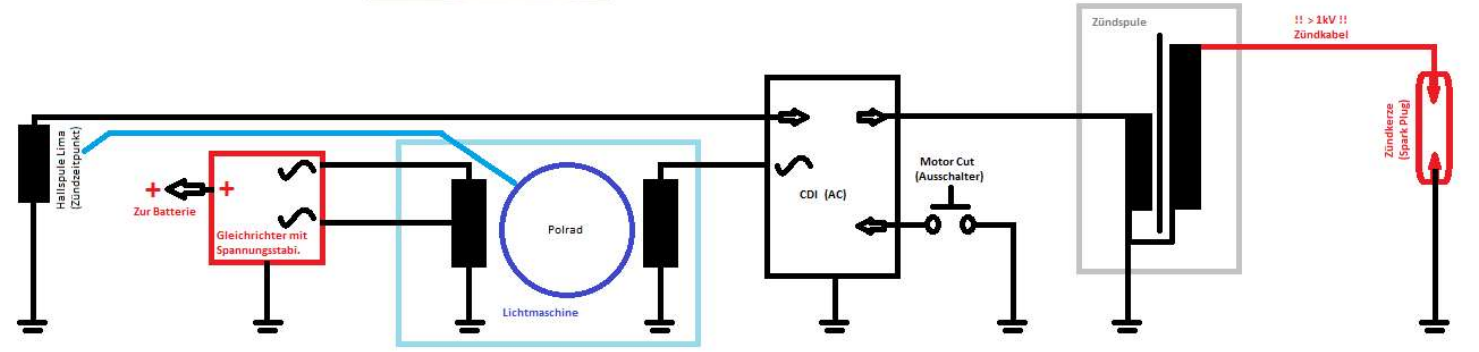 Hallspule Lima
(Zündzeitpunkt)
+
Zur Batterie
+
Gleichrichter mit
Spannungsstabi.
Polrad
Lichtmaschine
CDI (AC)
Motor Cut
(Ausschalter)
Zündspule
!! > 1kV !!
Zündkabel
Zündkerze
(Spark Plug)